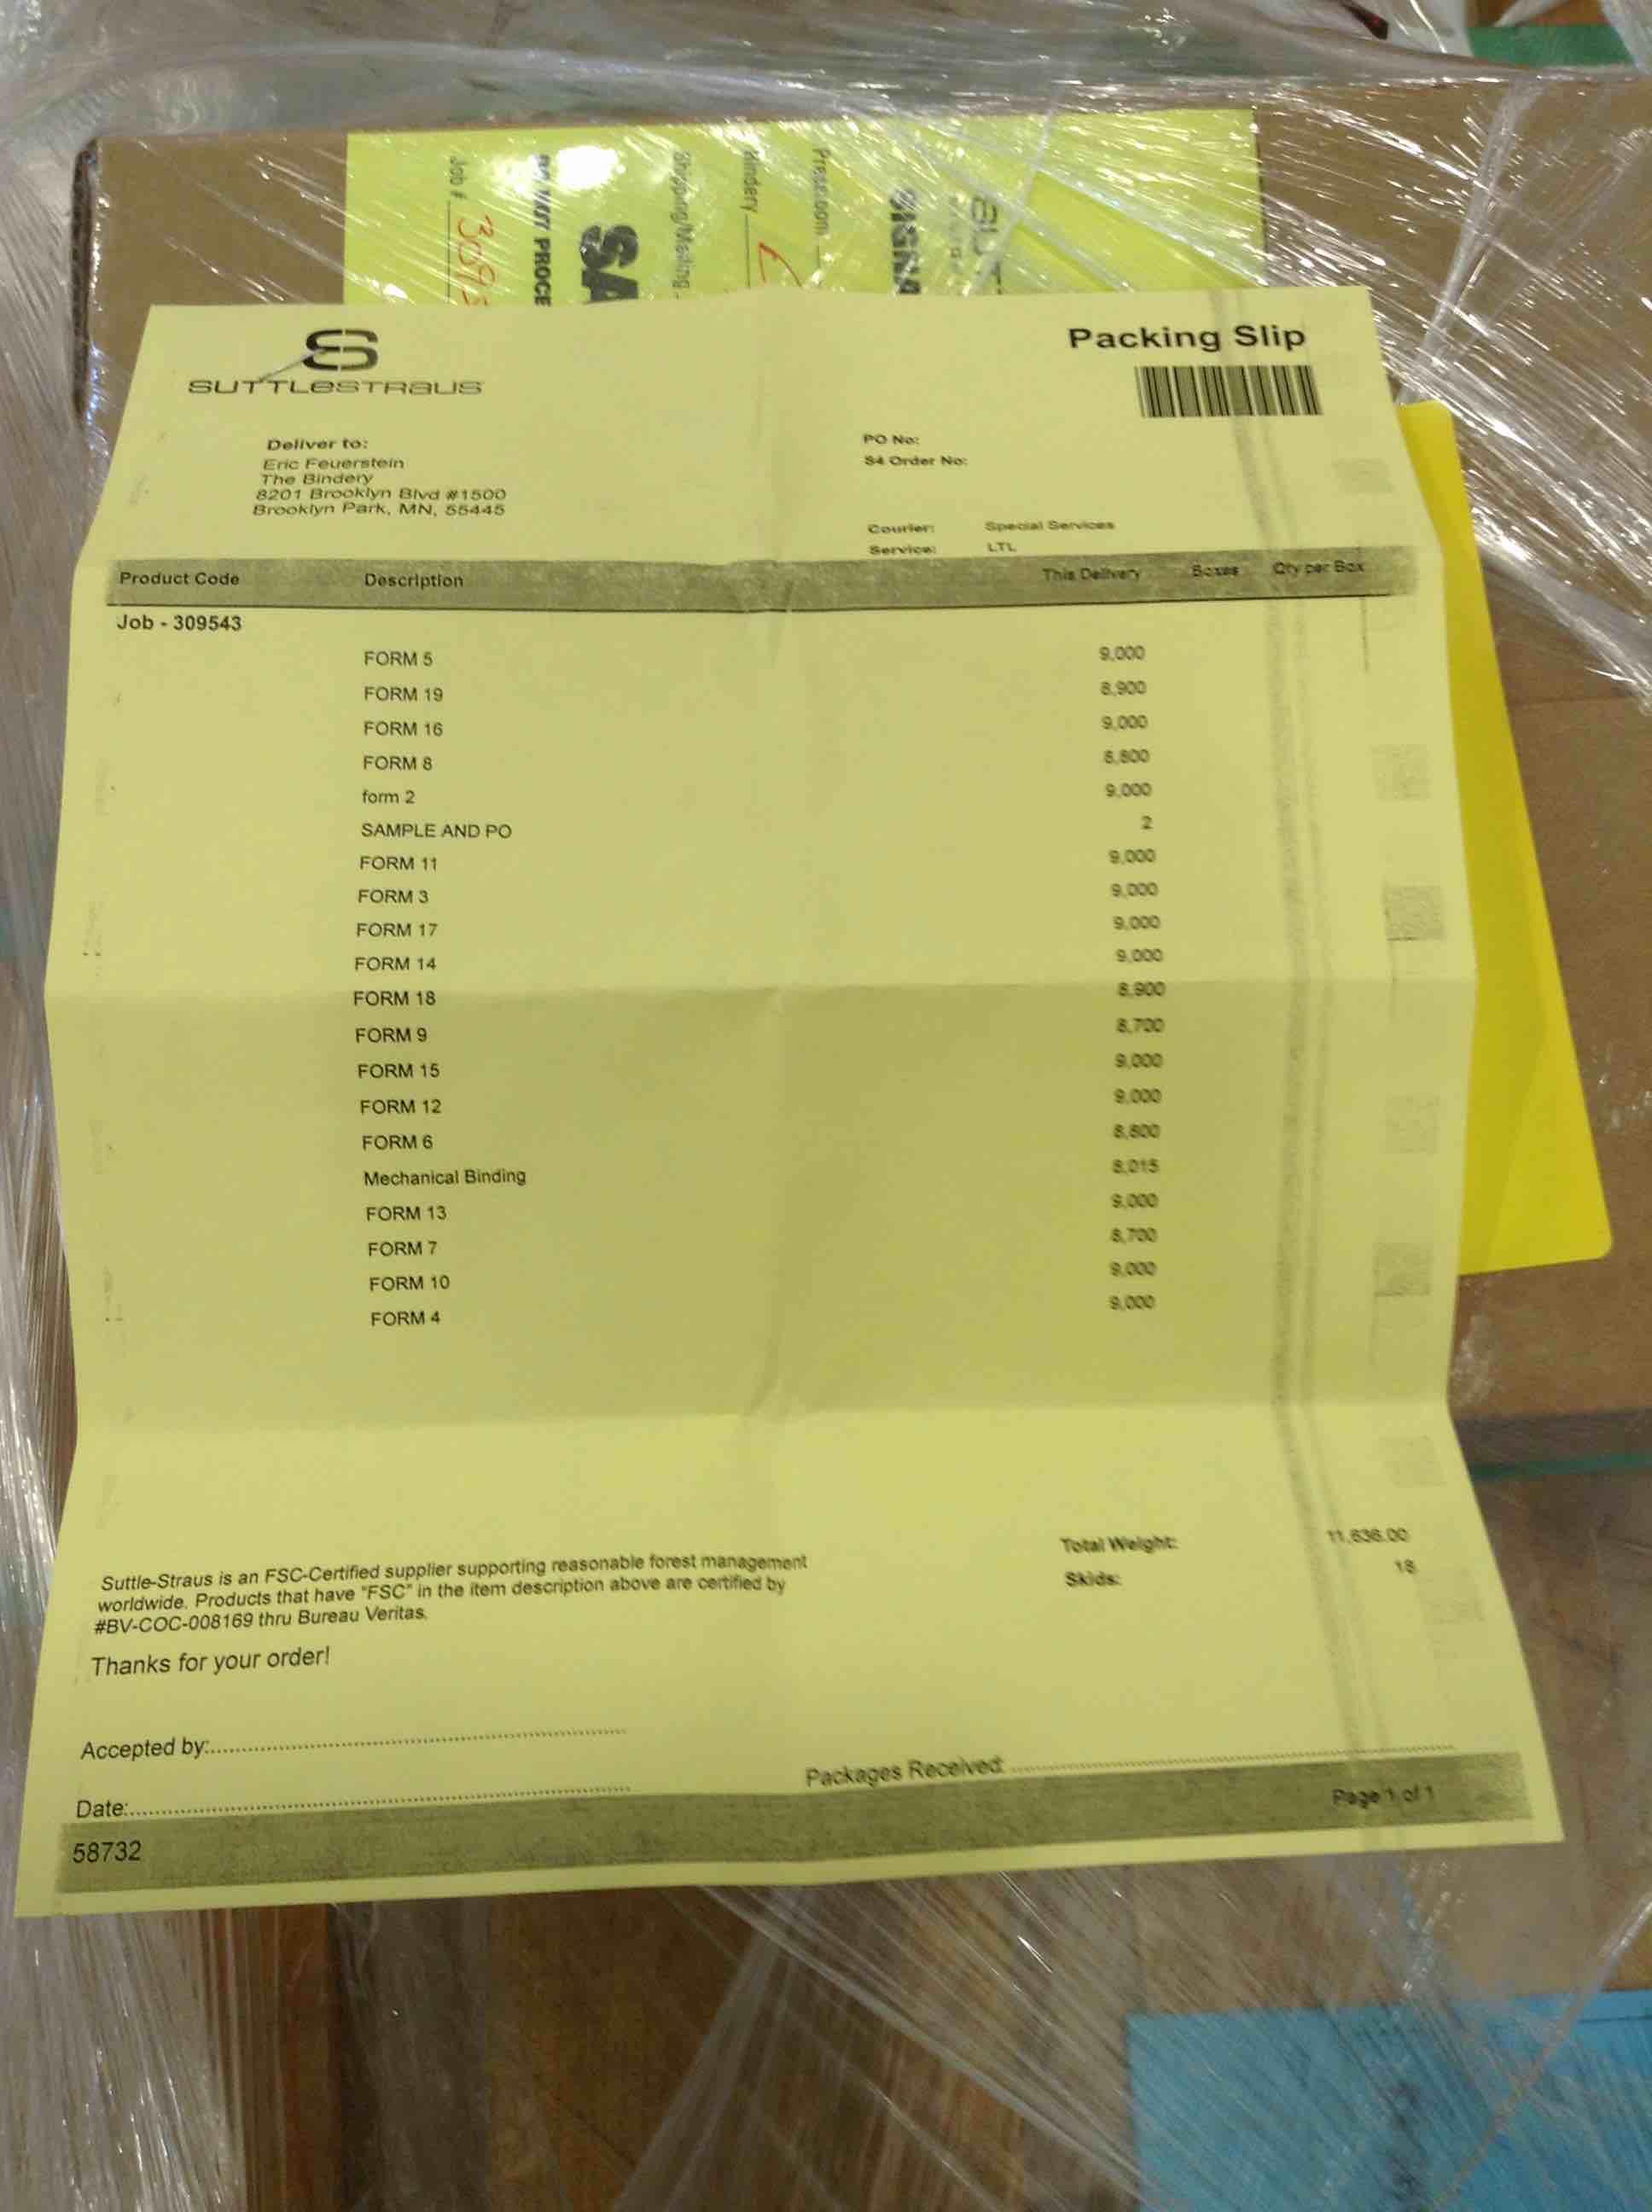 Job # 3095
PROCE
SA
Shipping/Mailing
Bindery
Pressroom
SIGNA
SUTTLESTRAUS
Packing Slip
Deliver to:
Eric Feuerstein
The Bindery
8201 Brooklyn Blvd #1500
Brooklyn Park, MN, 55445
PO No:
S4 Order No:
Courier: Special Services
Service: LTL
Product Code Description This Delivery Boxes Qty per Box
Job - 309543
FORM 5 9,000
FORM 19 8,900
FORM 16 9,000
FORM 8 8,800
form 2 9,000
SAMPLE AND PO 2
FORM 11 9,000
FORM 3 9,000
FORM 17 9,000
FORM 14 9,000
FORM 18 8,900
FORM 9 8,700
FORM 15 9,000
FORM 12 9,000
FORM 6 8,800
Mechanical Binding 8,015
FORM 13 9,000
FORM 7 8,700
FORM 10 9,000
FORM 4 9,000
Total Weight: 11,636.00
Skids: 18
Suttle-Straus is an FSC-Certified supplier supporting reasonable forest management
worldwide. Products that have "FSC" in the item description above are certified by
#BV-COC-008169 thru Bureau Veritas.
Thanks for your order!
Accepted by:
Packages Received:
Date:
Page 1 of 1
58732